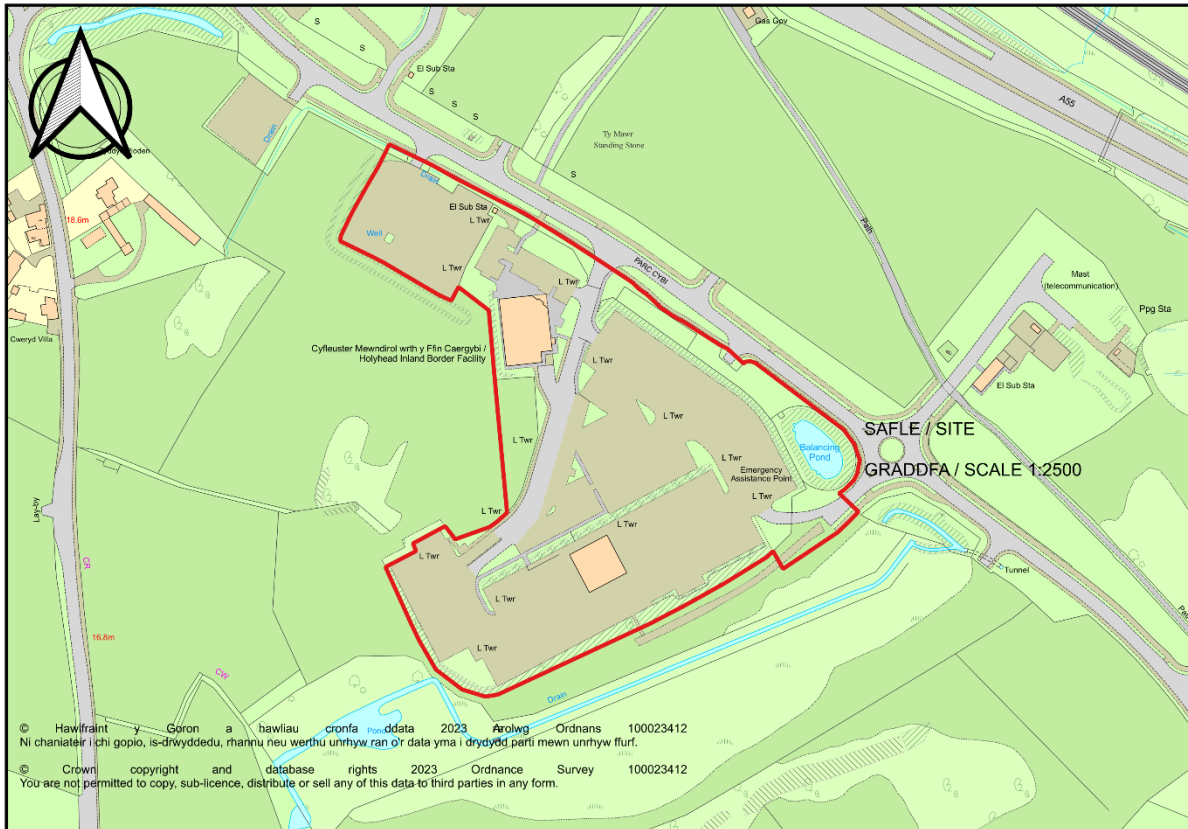 Gas Gov
S
S
El Sub Sta
A55
S
S
S
Drain
Ty Mawr
Standing Stone
S
Drain
Path
18.6m
El Sub Sta
L Twr
Well
PARC CYBI
L Twr
L Twr
Mast
(telecommunication)
Ppg Sta
Cweryd Villa
Cyfleuster Mewndirol wrth y Ffin Caergybi /
Holyhead Inland Border Facility
L Twr
El Sub Sta
L Twr
SAFLE / SITE
L Twr
Balancing
Pond
L Twr
Emergency
Assistance Point
GRADDFA / SCALE 1:2500
L Twr
Lay-by
L Twr
L Twr
L Twr
CR
Tunnel
L Twr
16.8m
L Twr
CW
Drain
Pond
© Hawlfraint y Goron a hawliau cronfa ddata 2023 Arolwg Ordnans 100023412
Ni chaniateir i chi gopio, is-drwyddedu, rhannu neu werthu unrhyw ran o'r data yma i drydydd parti mewn unrhyw ffurf.
© Crown copyright and database rights 2023 Ordnance Survey 100023412
You are not permitted to copy, sub-licence, distribute or sell any of this data to third parties in any form.